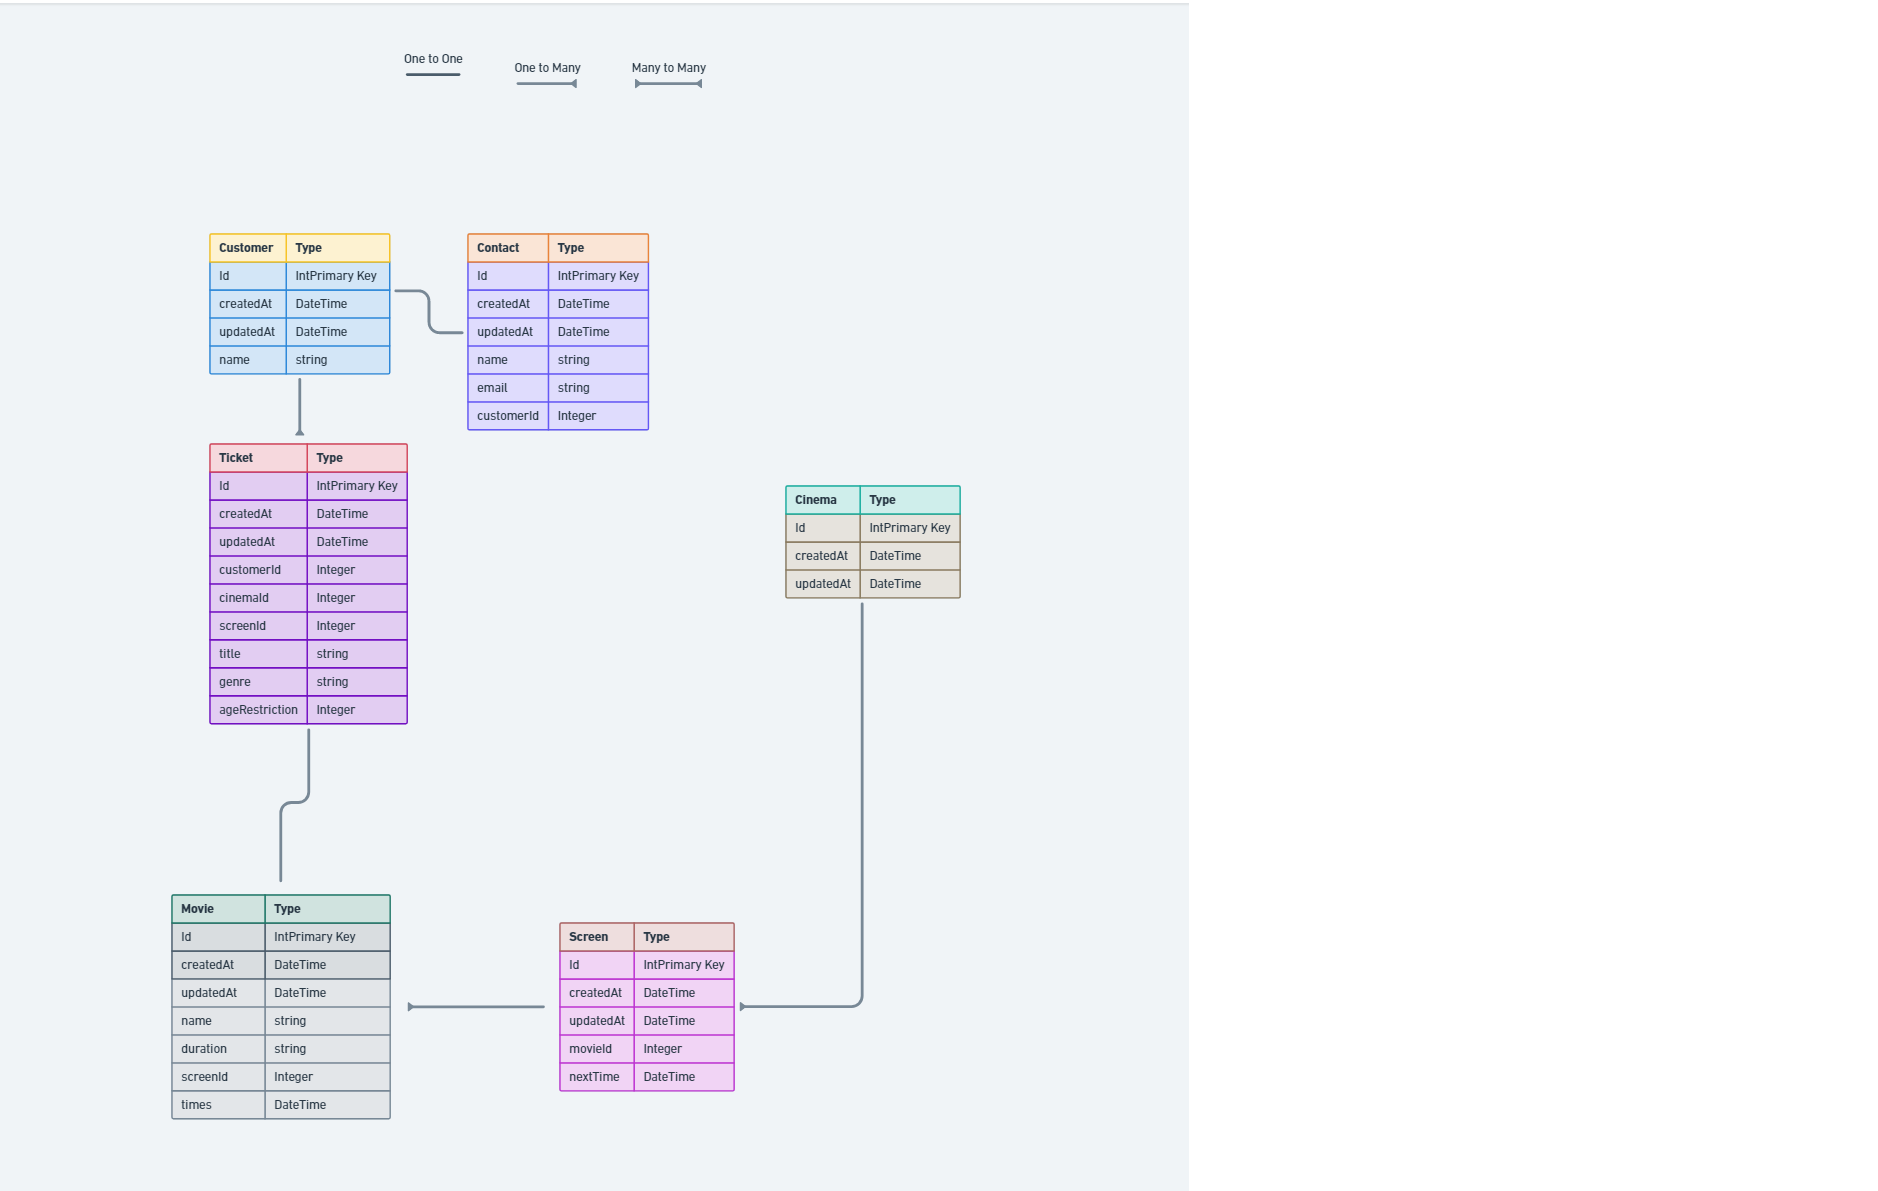 One to One
One to Many
Many to Many
Customer Type
Id IntPrimary Key
createdAt DateTime
updatedAt DateTime
name string
Contact Type
Id IntPrimary Key
createdAt DateTime
updatedAt DateTime
name string
email string
customerId Integer
Ticket Type
Id IntPrimary Key
createdAt DateTime
updatedAt DateTime
customerId Integer
cinemaId Integer
screenId Integer
title string
genre string
ageRestriction Integer
Cinema Type
Id IntPrimary Key
createdAt DateTime
updatedAt DateTime
Movie Type
Id IntPrimary Key
createdAt DateTime
updatedAt DateTime
name string
duration string
screenId Integer
times DateTime
Screen Type
Id IntPrimary Key
createdAt DateTime
updatedAt DateTime
movieId Integer
nextTime DateTime